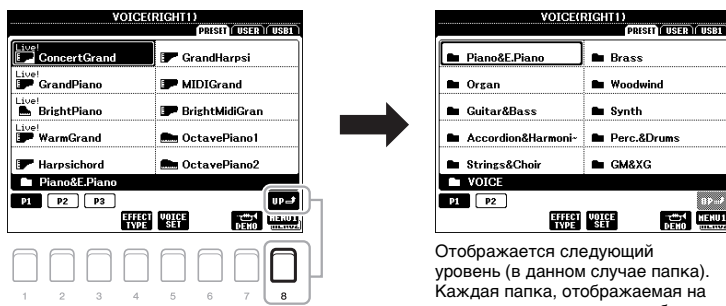 VOICE(RIGHT1)
PRESET USER USB1
Live! ConcertGrand GrandHarpsi
Live! GrandPiano MIDIGrand
Live! BrightPiano BrightMidiGran
Live! WarmGrand OctavePiano1
Harpsichord OctavePiano2
Piano&E.Piano
P1 P2 P3 UP
EFFECT TYPE VOICE SET DEMO MENU1 MENU2
1 2 3 4 5 6 7 8
VOICE(RIGHT1)
PRESET USER USB1
Piano&E.Piano Brass
Organ Woodwind
Guitar&Bass Synth
Accordion&Harmoni~ Perc.&Drums
Strings&Choir GM&XG
VOICE
P1 P2 UP
EFFECT TYPE VOICE SET DEMO MENU1 MENU2
Отображается следующий
уровень (в данном случае папка).
Каждая папка, отображаемая на